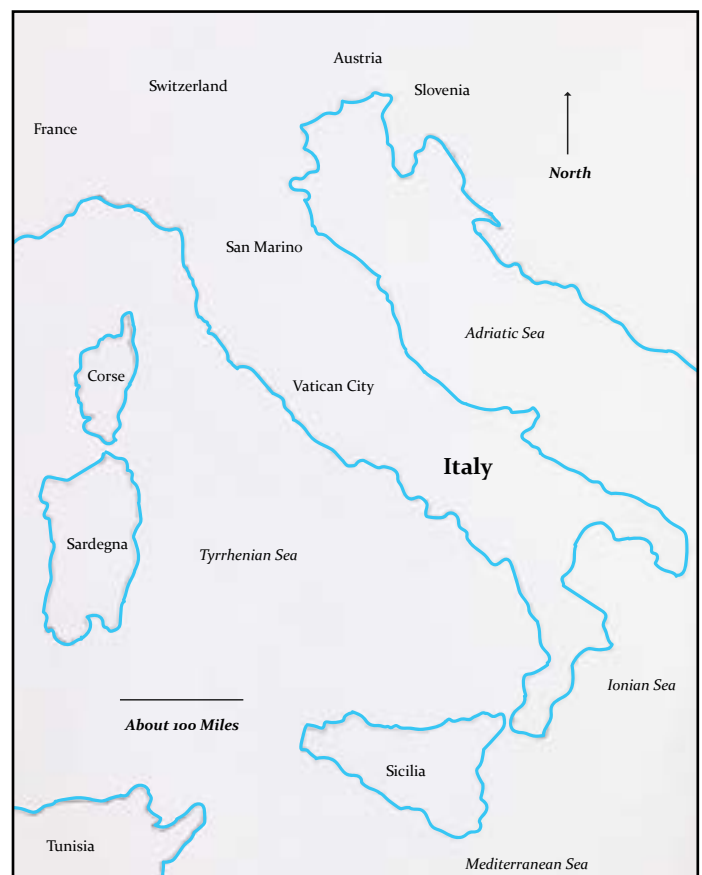 Austria
Switzerland
Slovenia
France
North
San Marino
Adriatic Sea
Corse
Vatican City
Italy
Sardegna
Tyrrhenian Sea
Ionian Sea
About 100 Miles
Sicilia
Tunisia
Mediterranean Sea